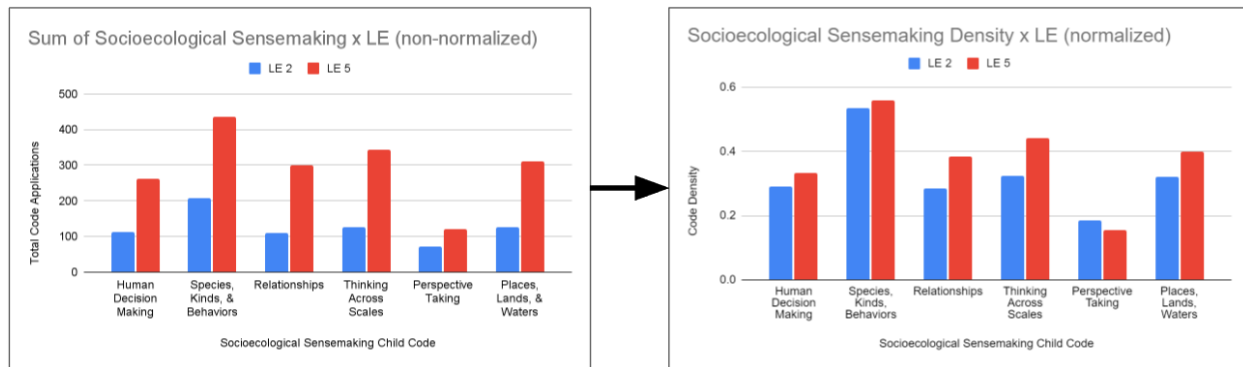 Sum of Socioecological Sensemaking x LE (non-normalized)
LE 2 LE 5
Total Code Applications
500
400
300
200
100
0
Human Decision Making
Species, Kinds, & Behaviors
Relationships
Thinking Across Scales
Perspective Taking
Places, Lands, & Waters
Socioecological Sensemaking Child Code
Socioecological Sensemaking Density x LE (normalized)
LE 2 LE 5
Code Density
0.6
0.4
0.2
0.0
Human Decision Making
Species, Kinds, & Behaviors
Relationships
Thinking Across Scales
Perspective Taking
Places, Lands, & Waters
Socioecological Sensemaking Child Code